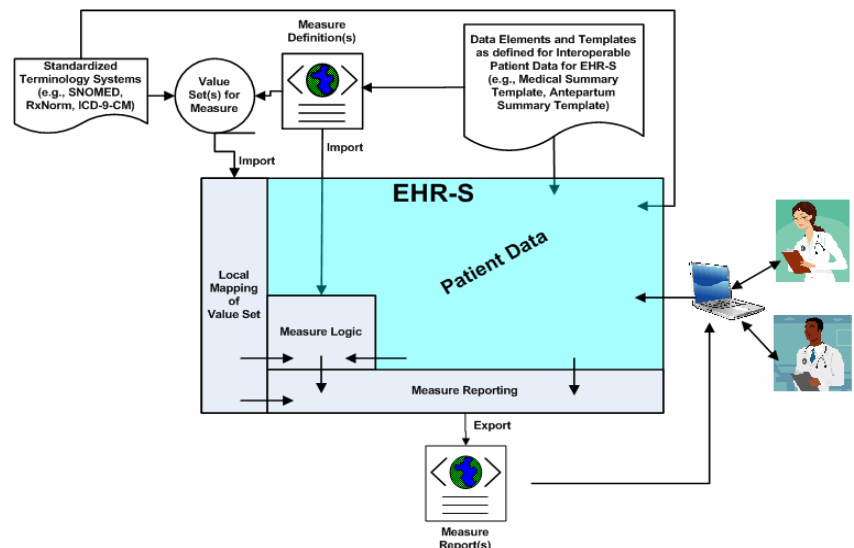 Measure
Definition(s)
Standardized
Terminology Systems
(e.g., SNOMED,
RxNorm, ICD-9-CM)
Value
Set(s) for
Measure
Data Elements and Templates
as defined for Interoperable
Patient Data for EHR-S
(e.g., Medical Summary
Template, Antepartum
Summary Template)
Import
Import
EHR-S
Patient Data
Local
Mapping
of
Value Set
Measure Logic
Measure Reporting
Export
Measure
Report(s)